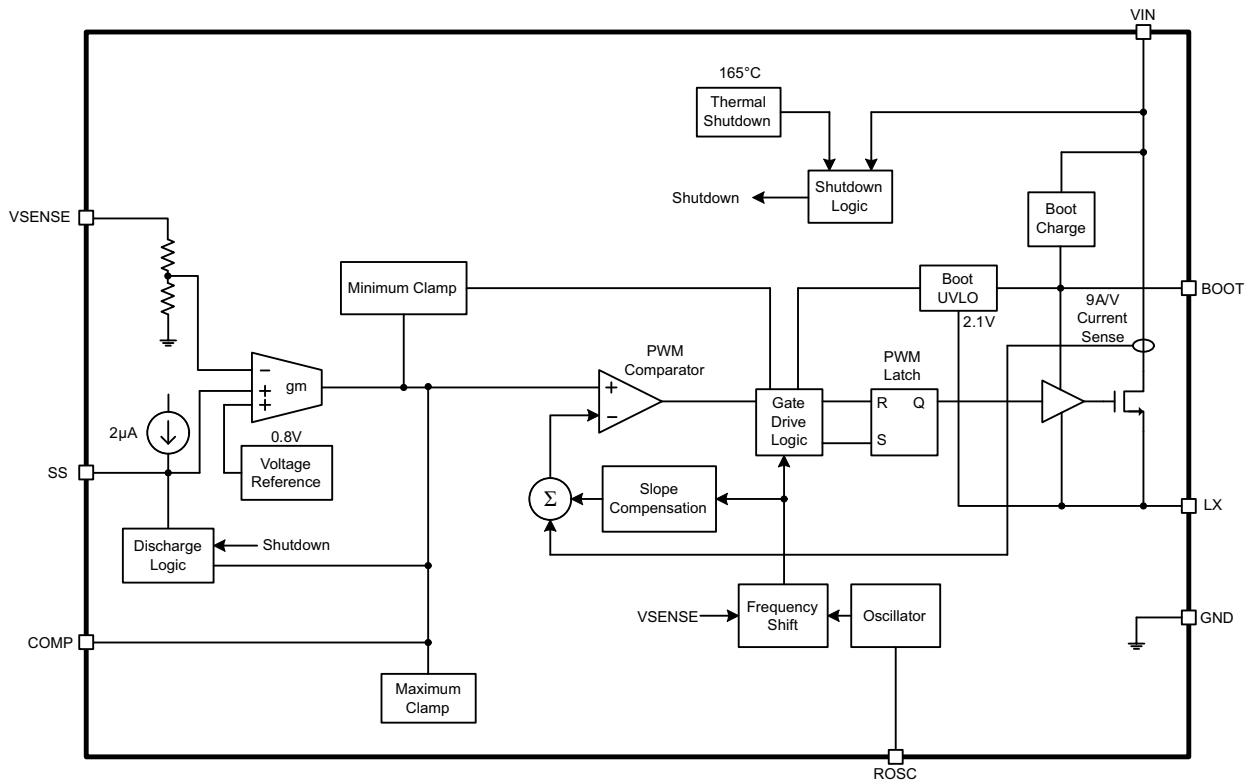 VIN
165°C
Thermal
Shutdown
Shutdown
Shutdown
Logic
Boot
Charge
VSENSE
Minimum Clamp
Boot
UVLO
2.1V
BOOT
9A/V
Current
Sense
PWM
Comparator
PWM
Latch
gm
−
+
+
+
−
Gate
Drive
Logic
R
Q
S
2µA
0.8V
Voltage
Reference
SS
Σ
Slope
Compensation
LX
Discharge
Logic
Shutdown
VSENSE
Frequency
Shift
Oscillator
GND
COMP
Maximum
Clamp
ROSC